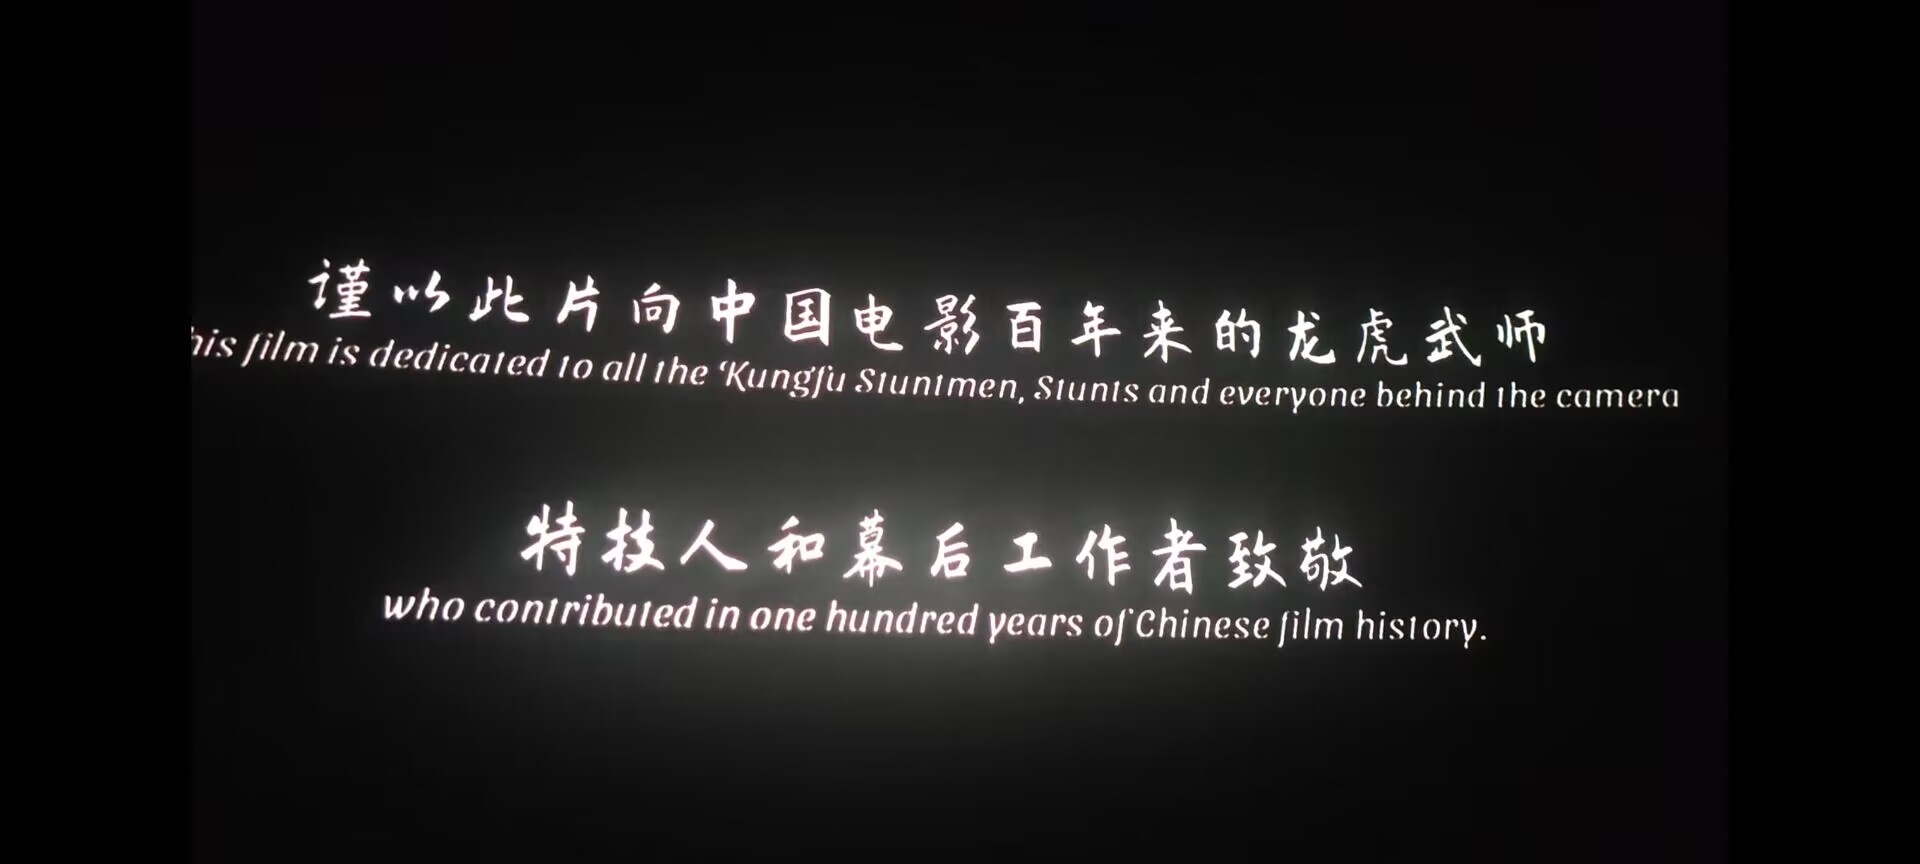 谨以此片向中国电影百年来的龙虎武师
his film is dedicated to all the 'Kungfu Stuntmen, Stunts and everyone behind the camera
特技人和幕后工作者致敬
who contributed in one hundred years of Chinese film history.